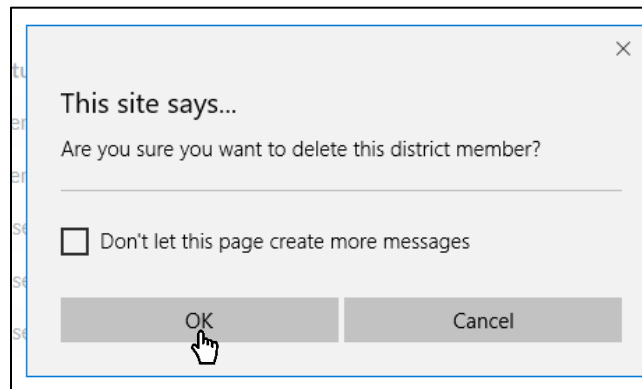 This site says...
Are you sure you want to delete this district member?
Don't let this page create more messages
OK
Cancel